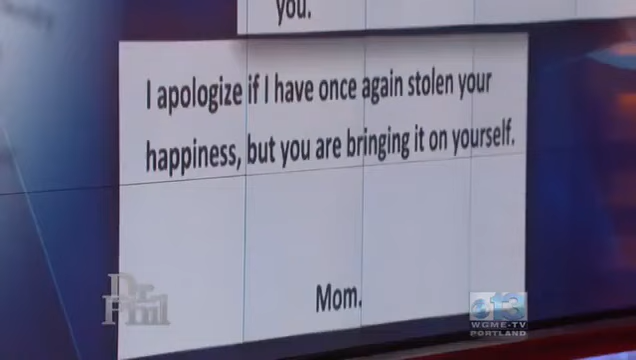 you.
I apologize if I have once again stolen your
happiness, but you are bringing it on yourself.
Mom.
Dr.
Phil
13
WGME-TV
PORTLAND